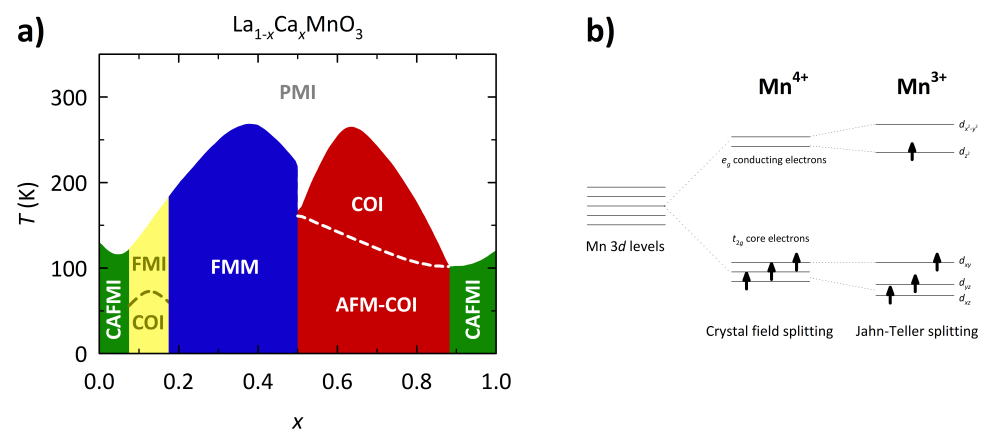 a)
La1-xCaxMnO3
T (K)
300
200
100
0
PMI
COI
FMI
FMM
COI
AFM-COI
CAFMI
CAFMI
0.0 0.2 0.4 0.6 0.8 1.0
x
b)
Mn4+ Mn3+
dx²-y²
dz²
eg conducting electrons
Mn 3d levels
t2g core electrons
dxy
dyz
dxz
Crystal field splitting Jahn-Teller splitting